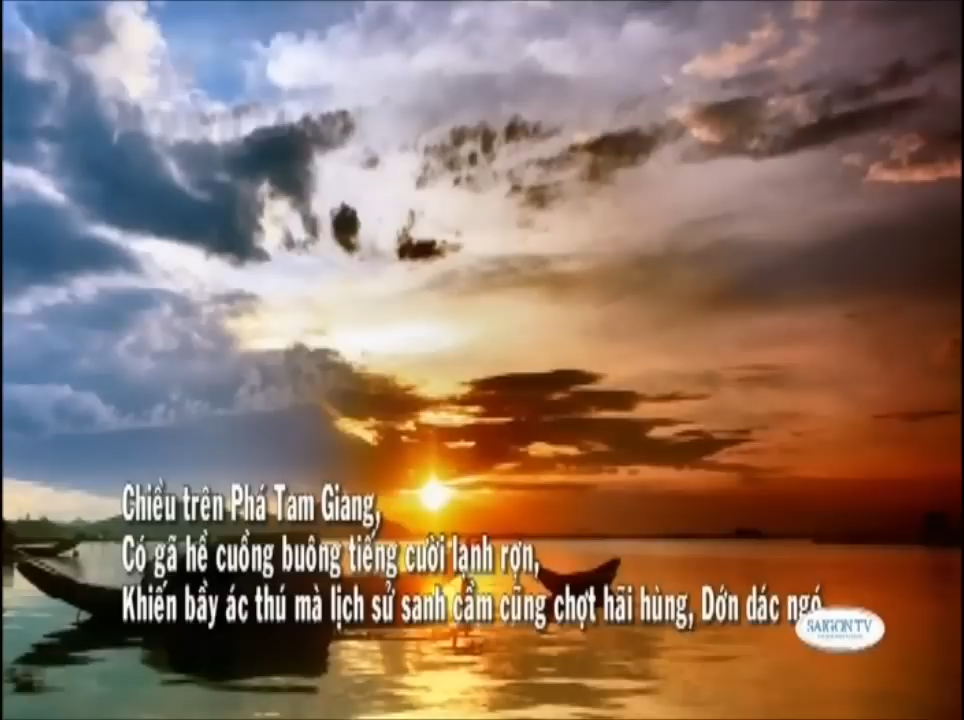 Chiều trên Phá Tam Giang,
Có gã hề cuồng buông tiếng cười lạnh rợn,
Khiến bầy ác thú mà lịch sử sanh cầm cũng chợt hãi hùng, Dớn dác ngó
SAIGON TV